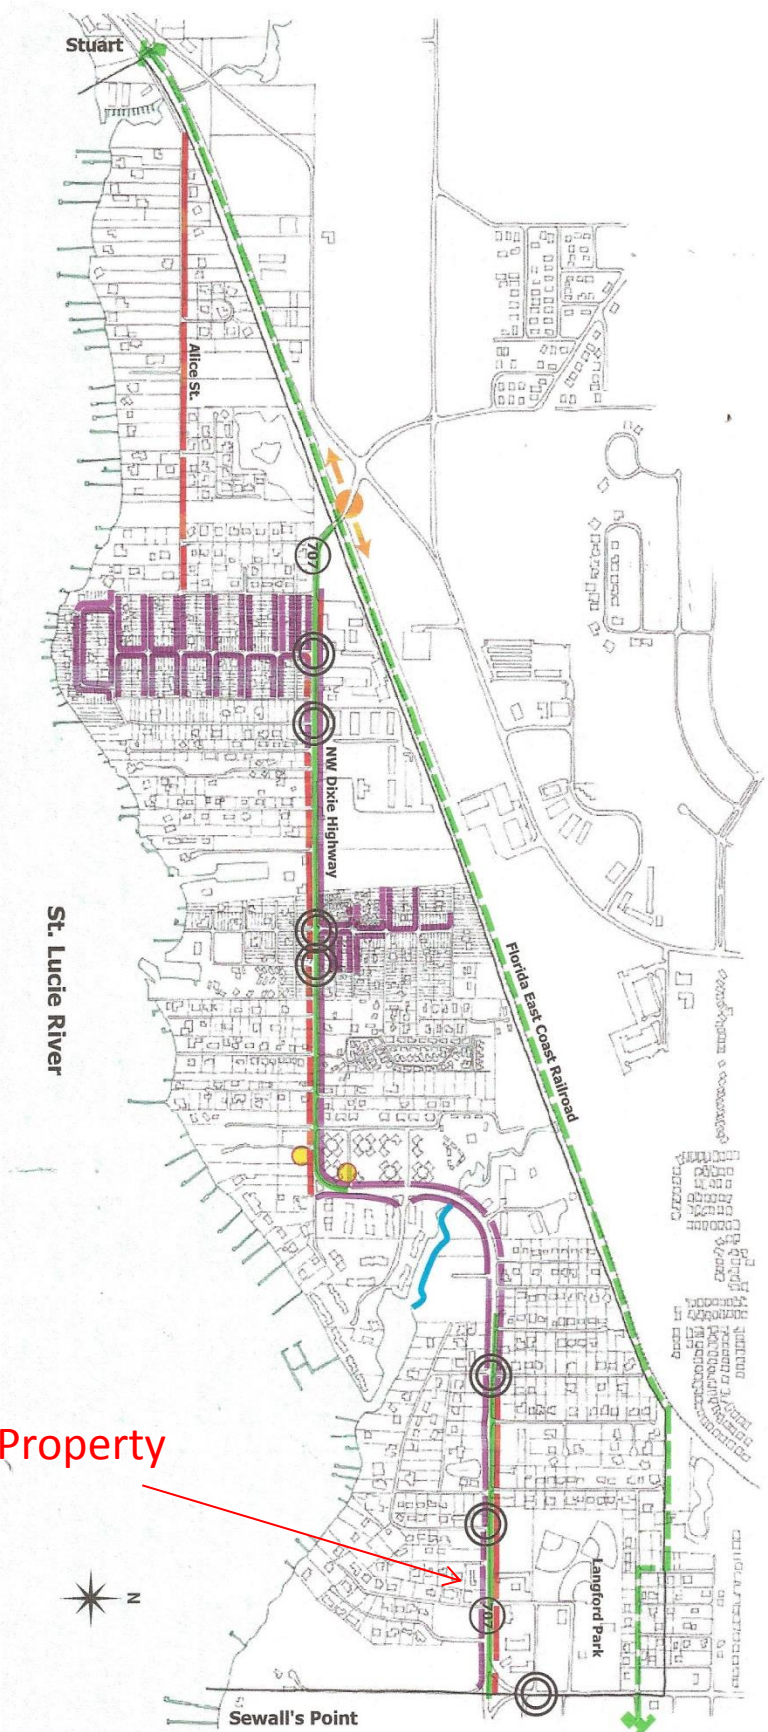 Stuart
Alice St.
707
NW Dixie Highway
St. Lucie River
Florida East Coast Railroad
Property
Langford Park
707
N
Sewall's Point